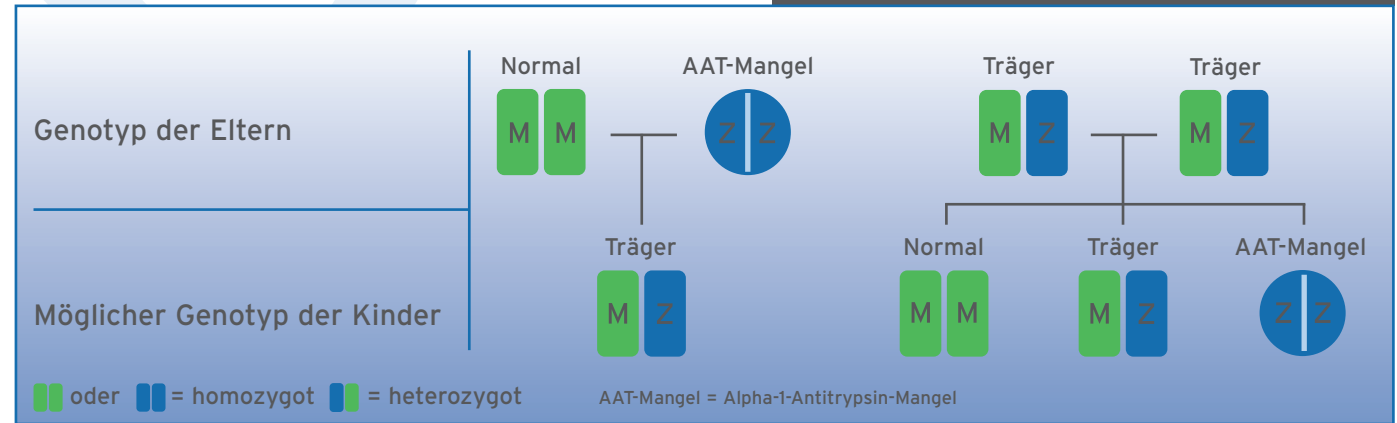 Normal AAT-Mangel Träger Träger
Genotyp der Eltern
M M Z Z M Z M Z
Träger Normal Träger AAT-Mangel
Möglicher Genotyp der Kinder
M Z M M M Z Z Z
oder = homozygot = heterozygot AAT-Mangel = Alpha-1-Antitrypsin-Mangel